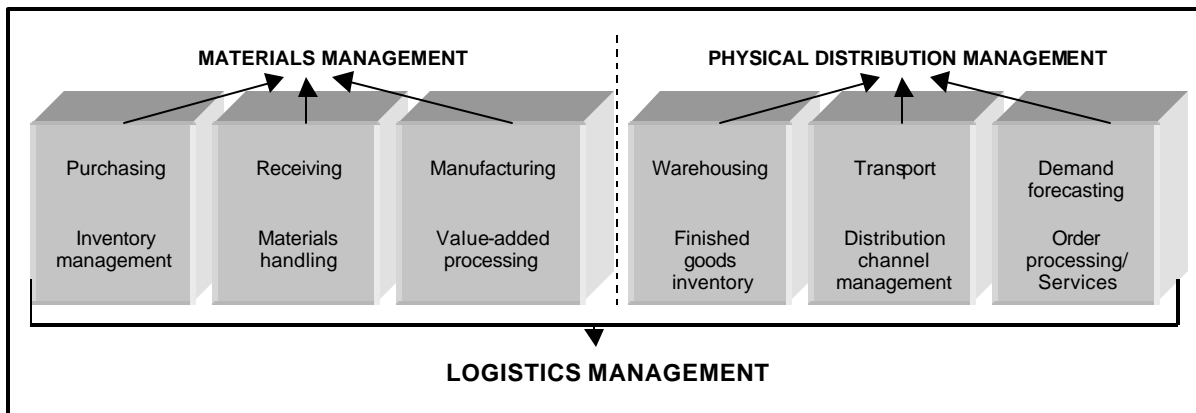 MATERIALS MANAGEMENT
PHYSICAL DISTRIBUTION MANAGEMENT
Purchasing
Inventory
management
Receiving
Materials
handling
Manufacturing
Value-added
processing
Warehousing
Finished
goods
inventory
Transport
Distribution
channel
management
Demand
forecasting
Order
processing/
Services
LOGISTICS MANAGEMENT